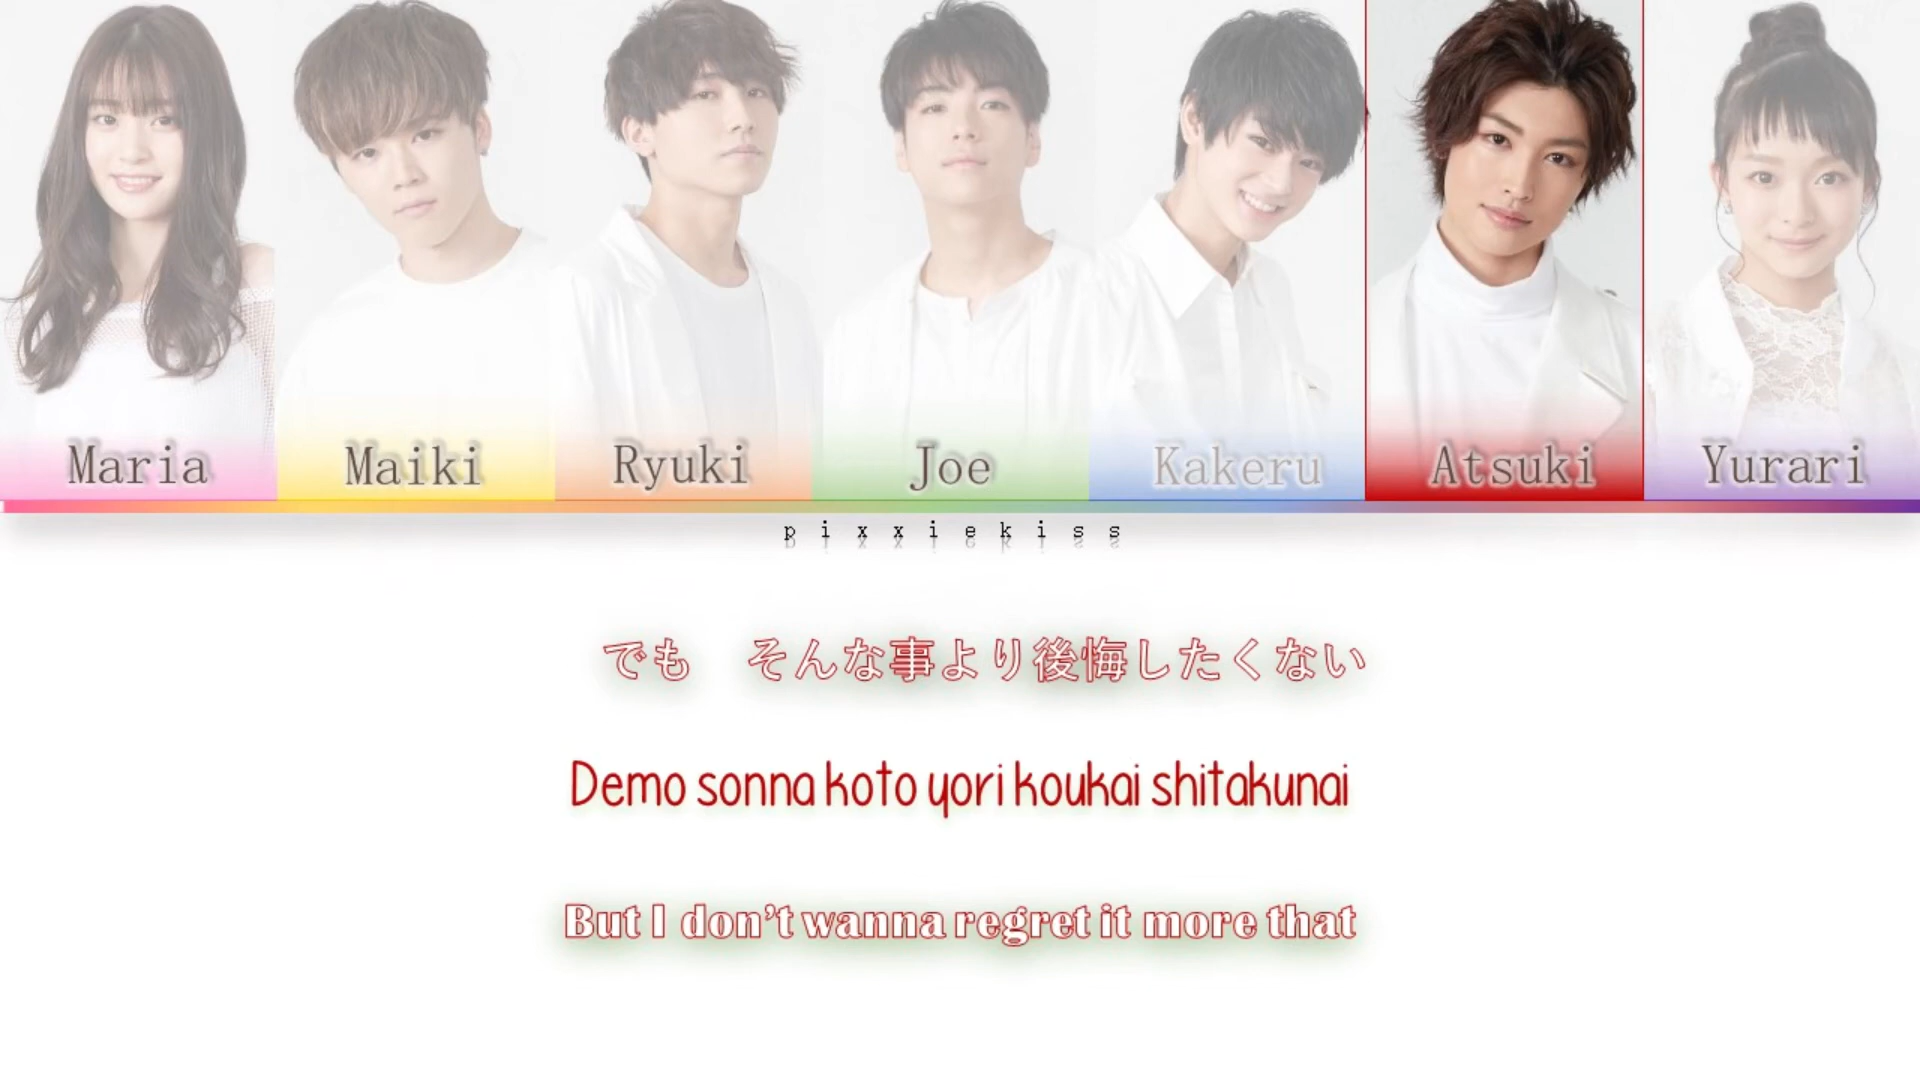 Maria Maiki Ryuki Joe Kakeru Atsuki Yurari
pixxiekiss
でも　そんな事より後悔したくない
Demo sonna koto yori koukai shitakunai
But I don't wanna regret it more that